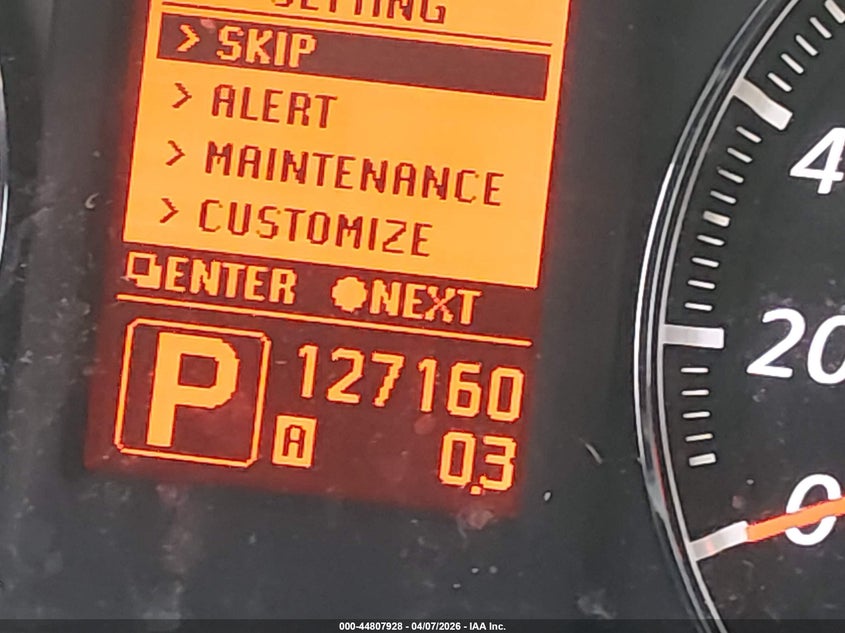 SETTING
> SKIP
> ALERT
> MAINTENANCE
> CUSTOMIZE
ENTER NEXT
P 127160
A 0.3
4
20
0
000-44807928 - 04/07/2026 - IAA Inc.